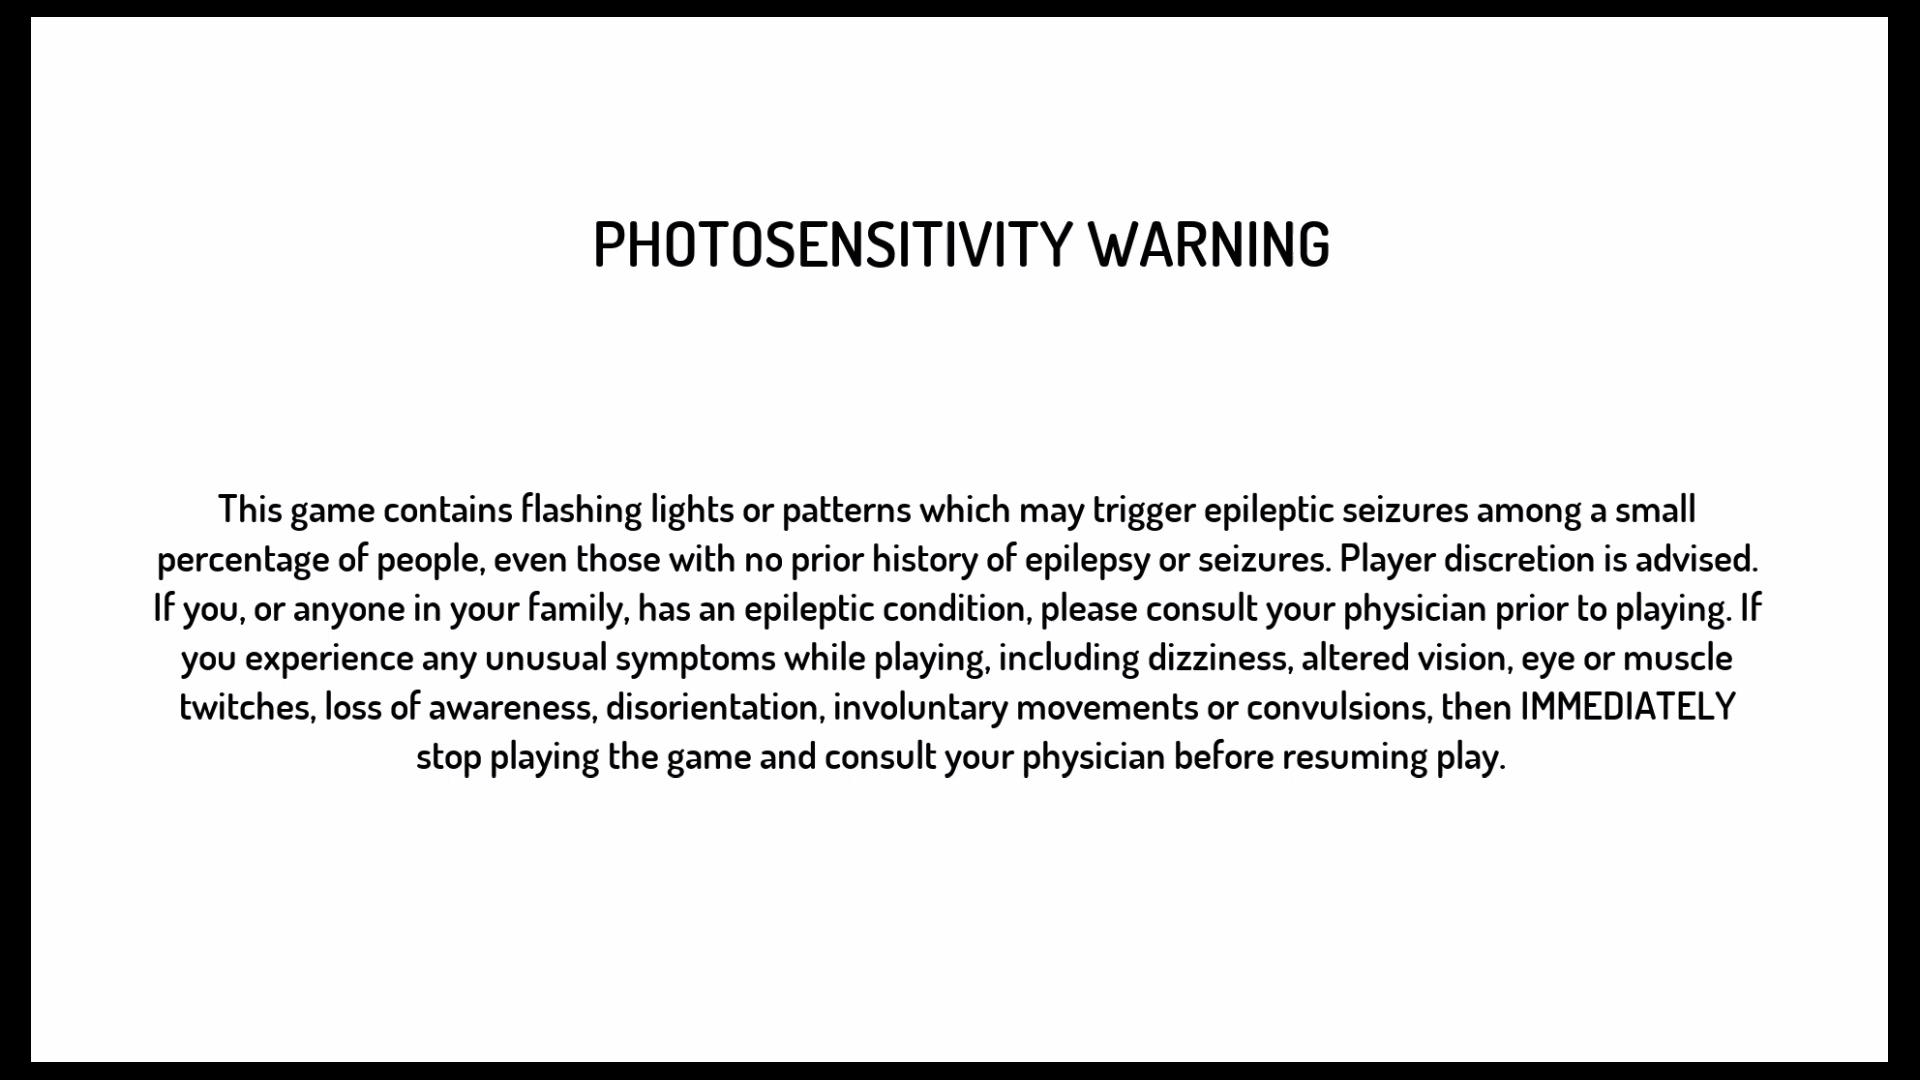 PHOTOSENSITIVITY WARNING
This game contains flashing lights or patterns which may trigger epileptic seizures among a small
percentage of people, even those with no prior history of epilepsy or seizures. Player discretion is advised.
If you, or anyone in your family, has an epileptic condition, please consult your physician prior to playing. If
you experience any unusual symptoms while playing, including dizziness, altered vision, eye or muscle
twitches, loss of awareness, disorientation, involuntary movements or convulsions, then IMMEDIATELY
stop playing the game and consult your physician before resuming play.